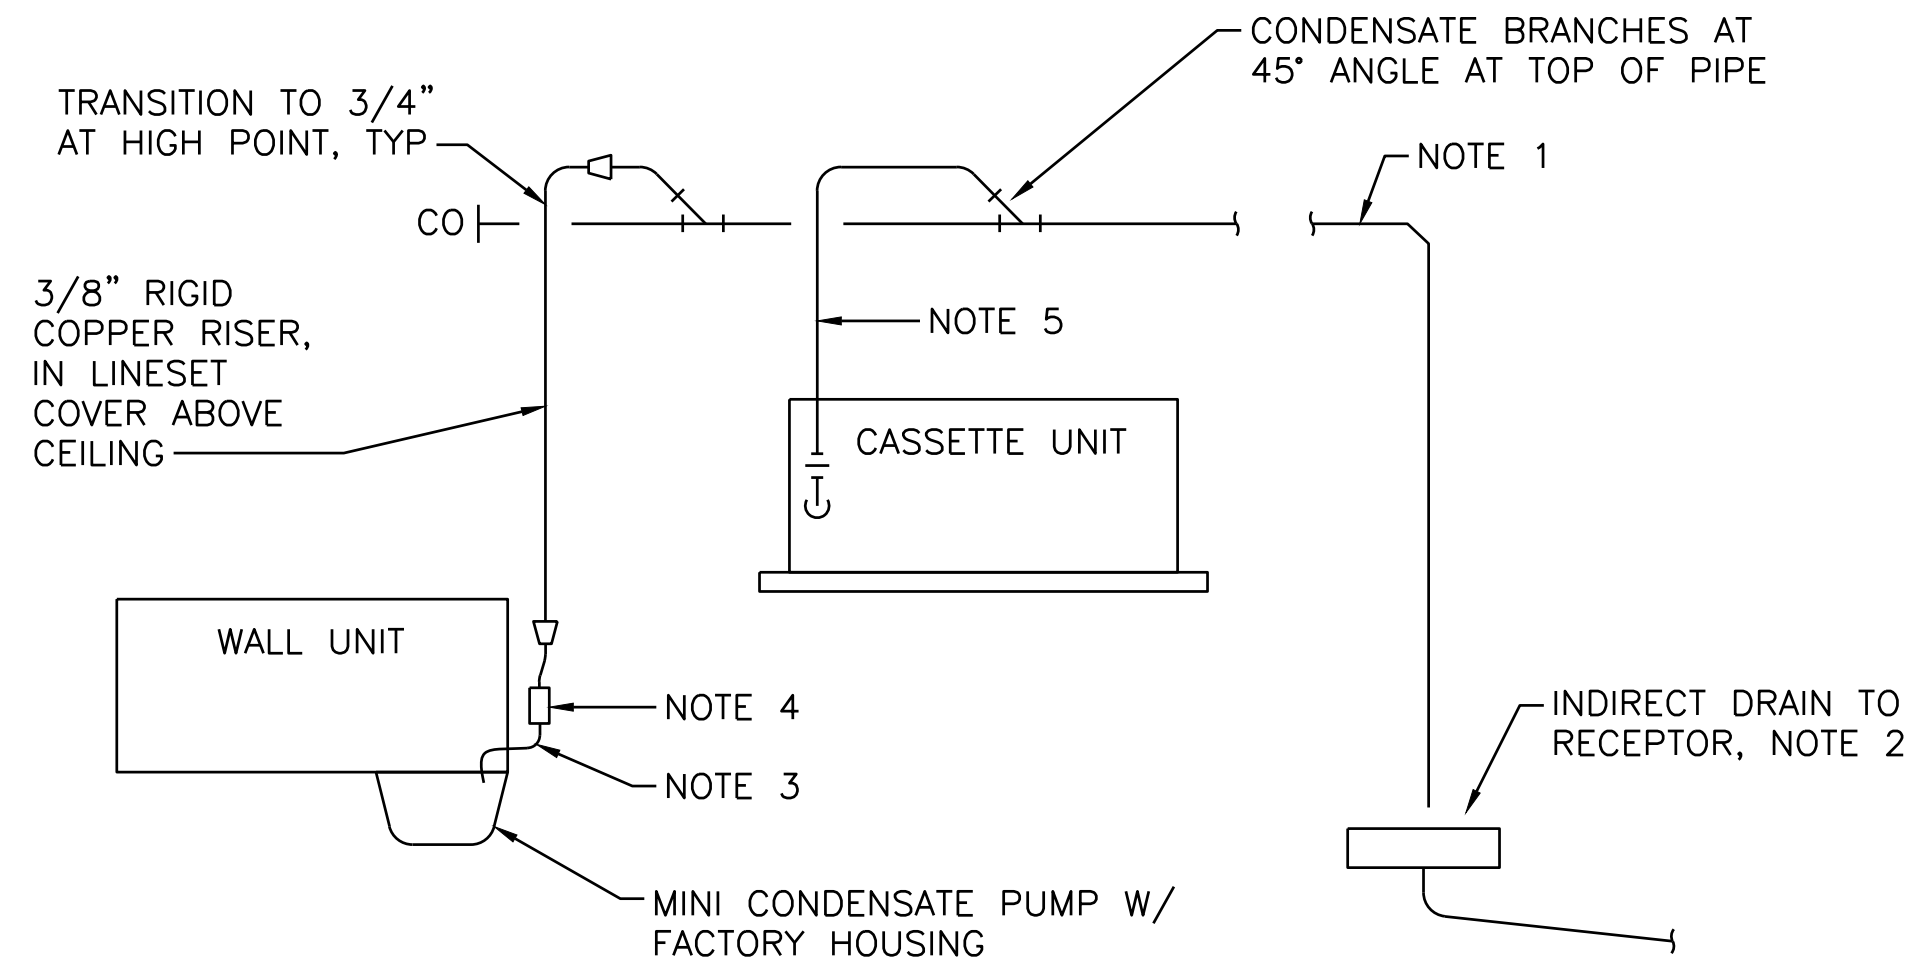 CONDENSATE BRANCHES AT
45° ANGLE AT TOP OF PIPE
TRANSITION TO 3/4"
AT HIGH POINT, TYP
NOTE 1
CO
3/8" RIGID
COPPER RISER,
IN LINESET
COVER ABOVE
CEILING
NOTE 5
CASSETTE UNIT
WALL UNIT
NOTE 4
NOTE 3
INDIRECT DRAIN TO
RECEPTOR, NOTE 2
MINI CONDENSATE PUMP W/
FACTORY HOUSING